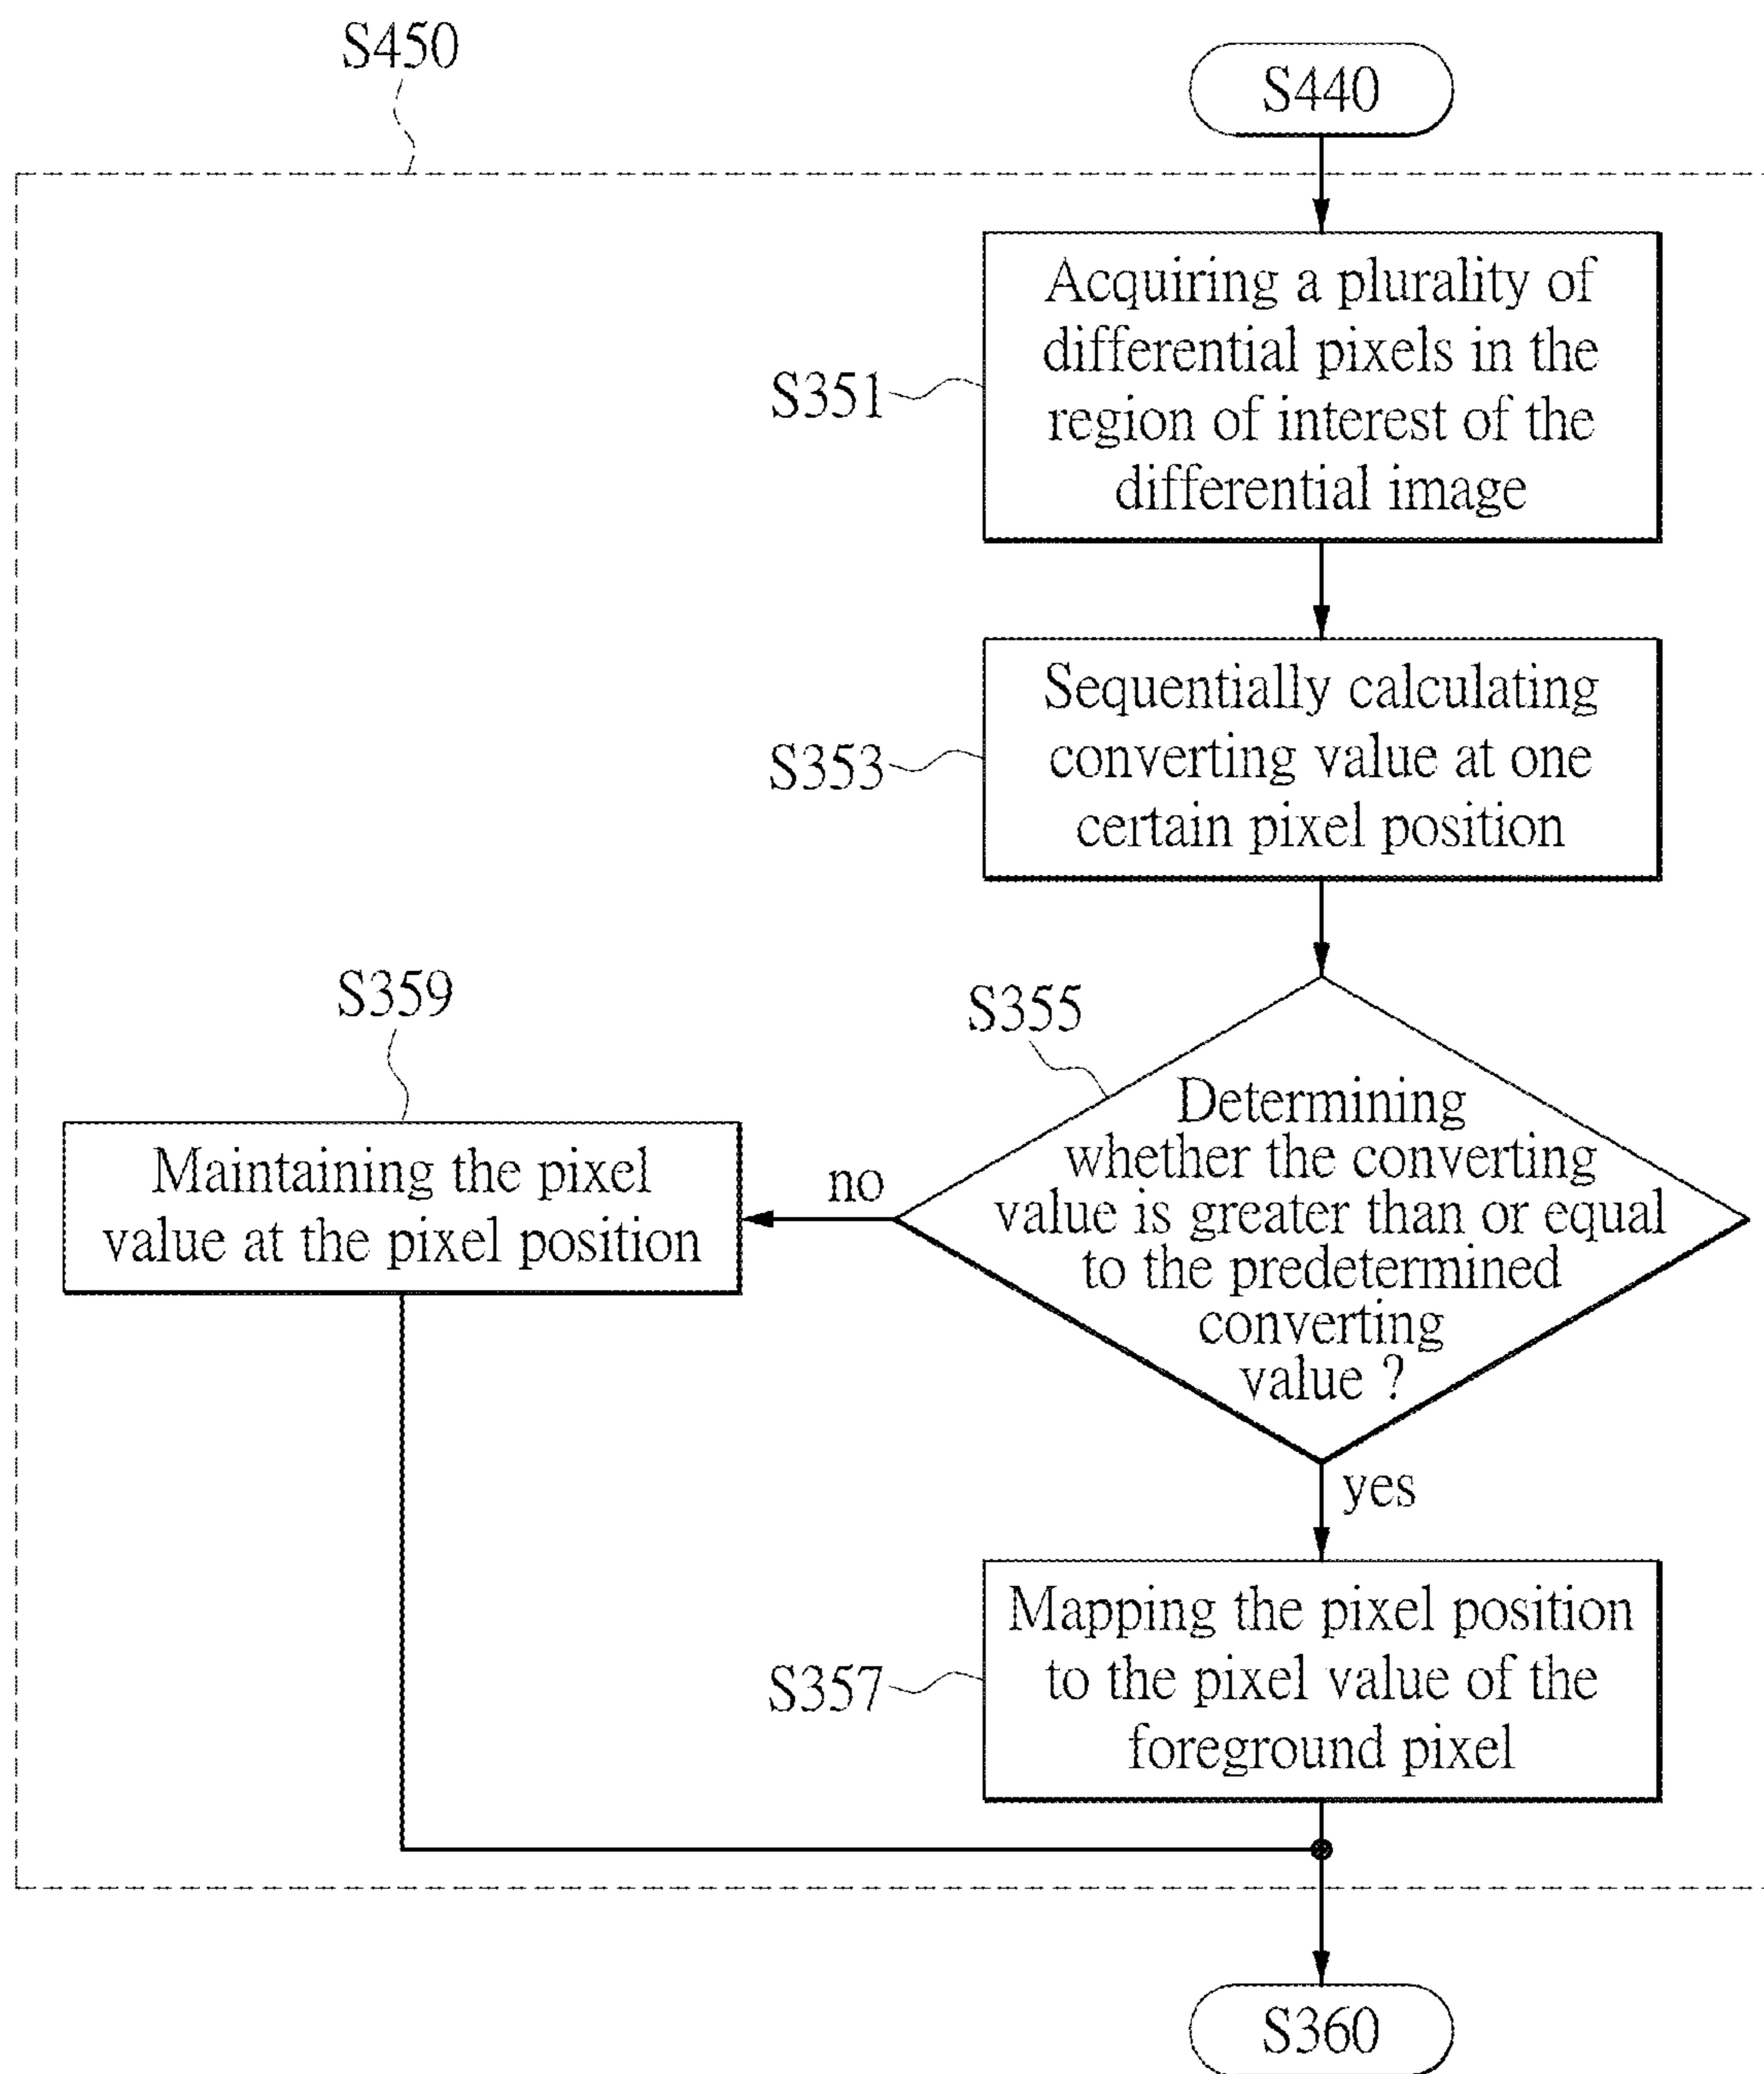 S450
S440
S351
Acquiring a plurality of
differential pixels in the
region of interest of the
differential image
S353
Sequentially calculating
converting value at one
certain pixel position
S359
S355
Maintaining the pixel
value at the pixel position
no
Determining
whether the converting
value is greater than or equal
to the predetermined
converting
value ?
yes
S357
Mapping the pixel position
to the pixel value of the
foreground pixel
S360